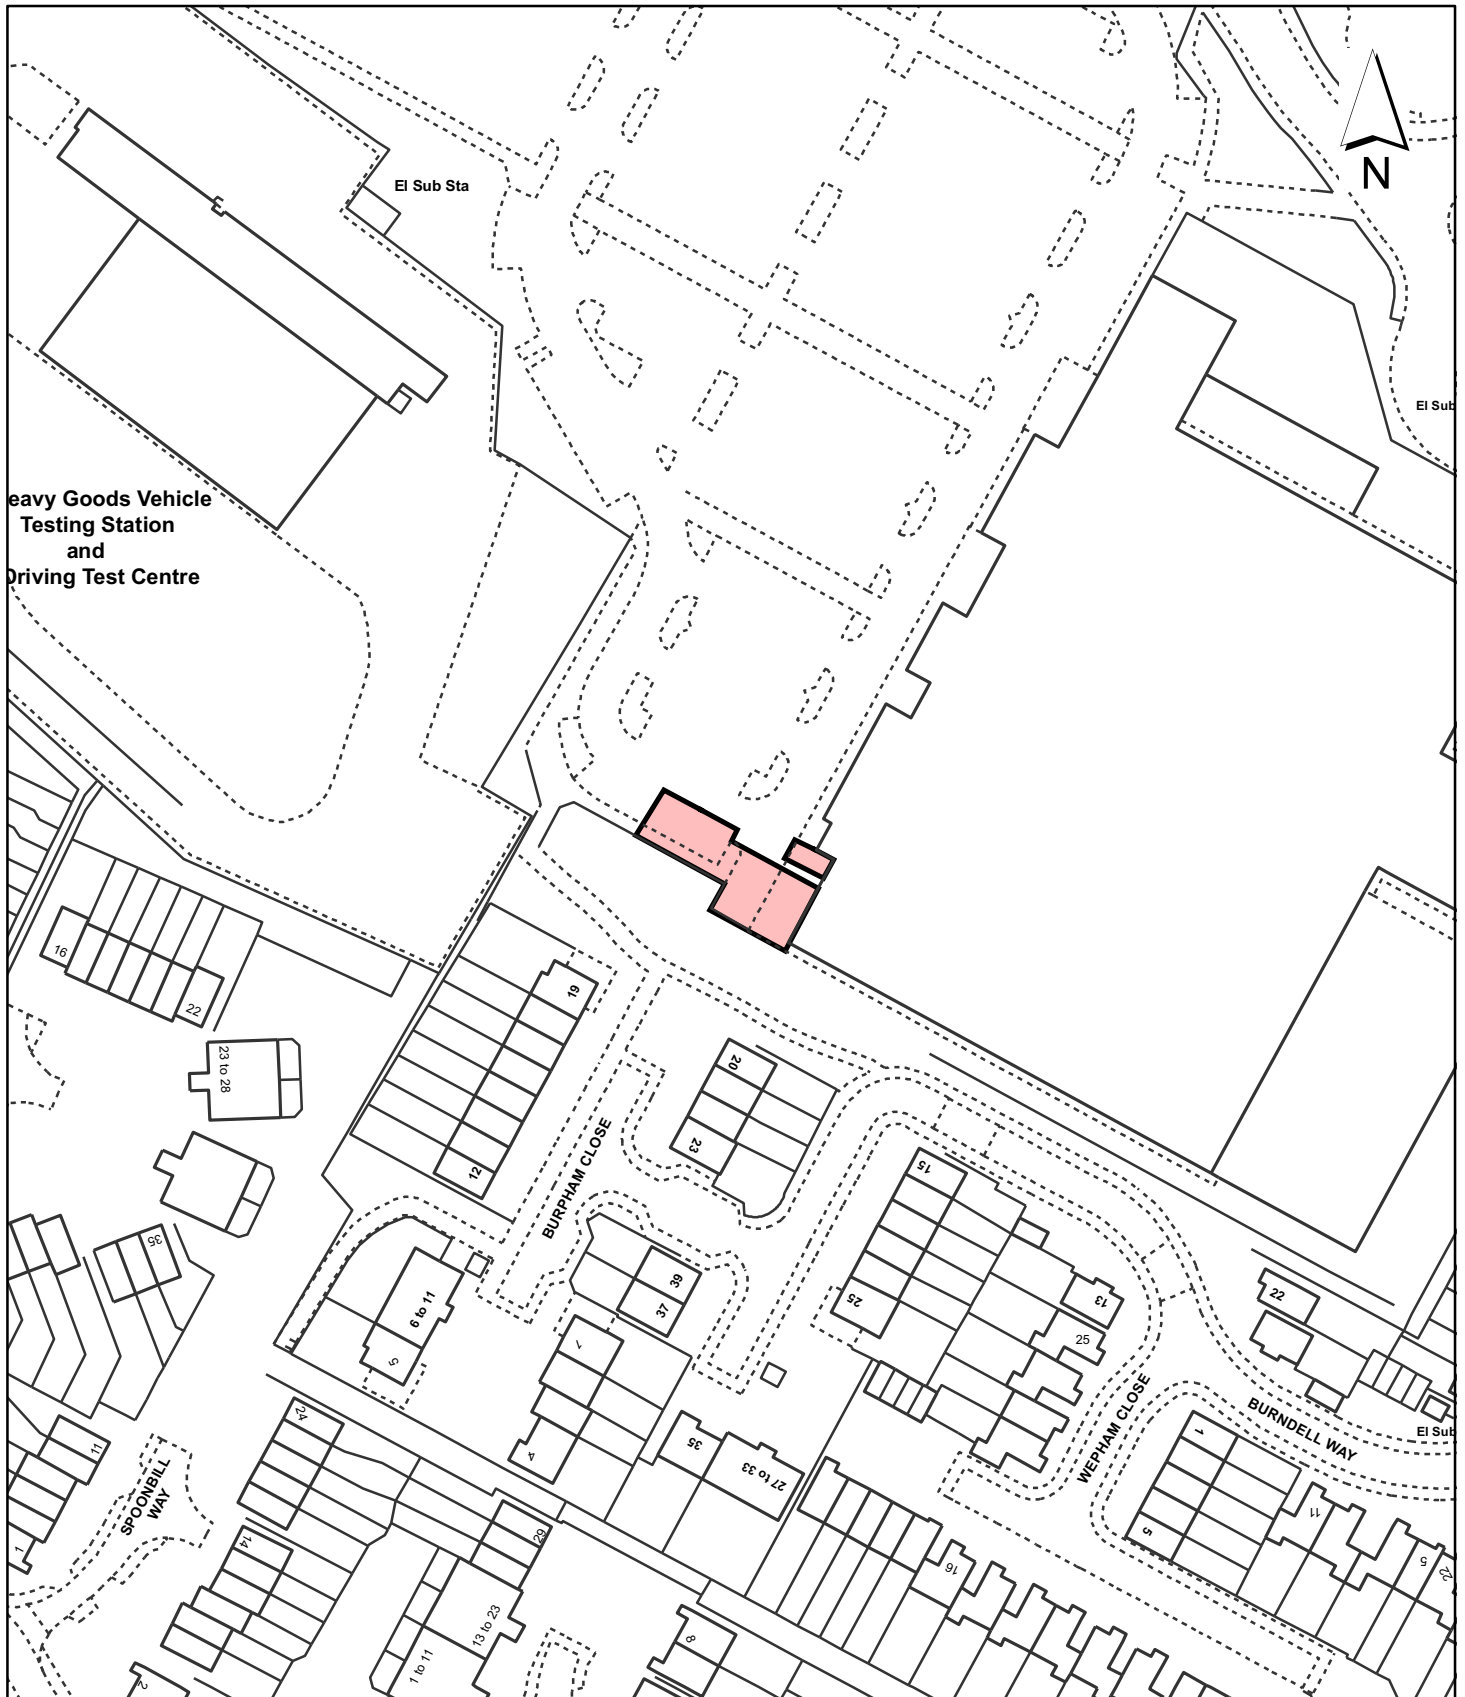 N
El Sub Sta
El Sub
eavy Goods Vehicle
Testing Station
and
Driving Test Centre
16
22
23 to 28
35
19
12
20
23
BURPHAM CLOSE
6 to 11
5
39
37
7
4
35
27 to 33
15
25
13
25
22
WEPHAM CLOSE
BURNDELL WAY
El Sub
1
5
11
5
22
16
11
1
SPOONBILL
WAY
24
14
29
13 to 23
1 to 11
8
2